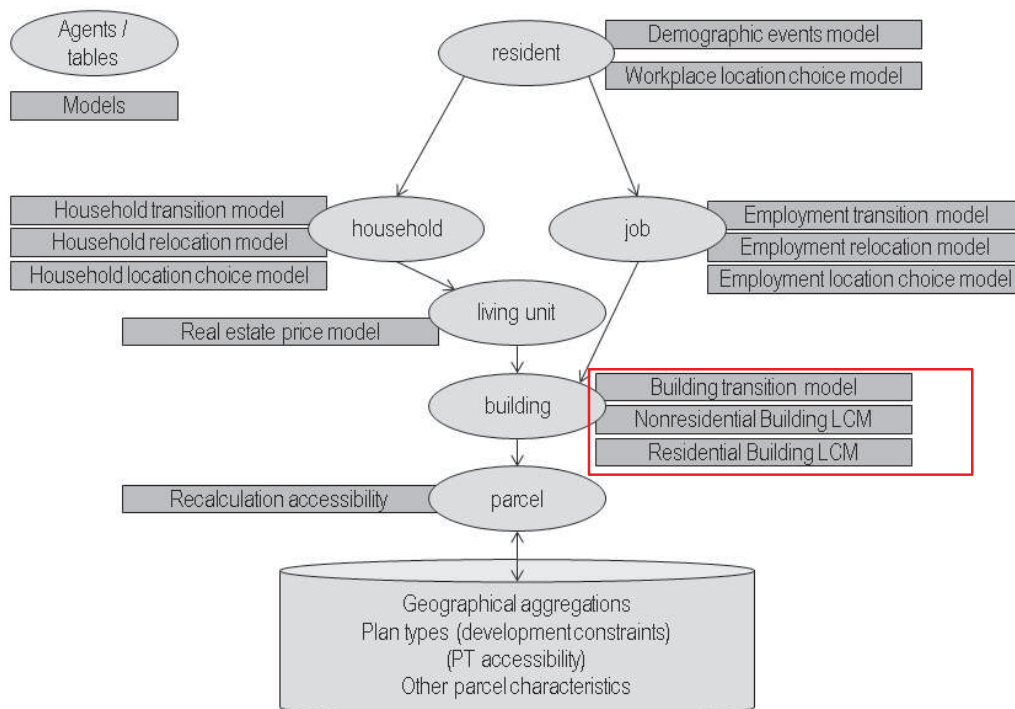 Agents /
tables
Models
resident
Demographic events model
Workplace location choice model
Household transition model
Household relocation model
Household location choice model
household
job
Employment transition model
Employment relocation model
Employment location choice model
living unit
Real estate price model
building
Building transition model
Nonresidential Building LCM
Residential Building LCM
Recalculation accessibility
parcel
Geographical aggregations
Plan types (development constraints)
(PT accessibility)
Other parcel characteristics